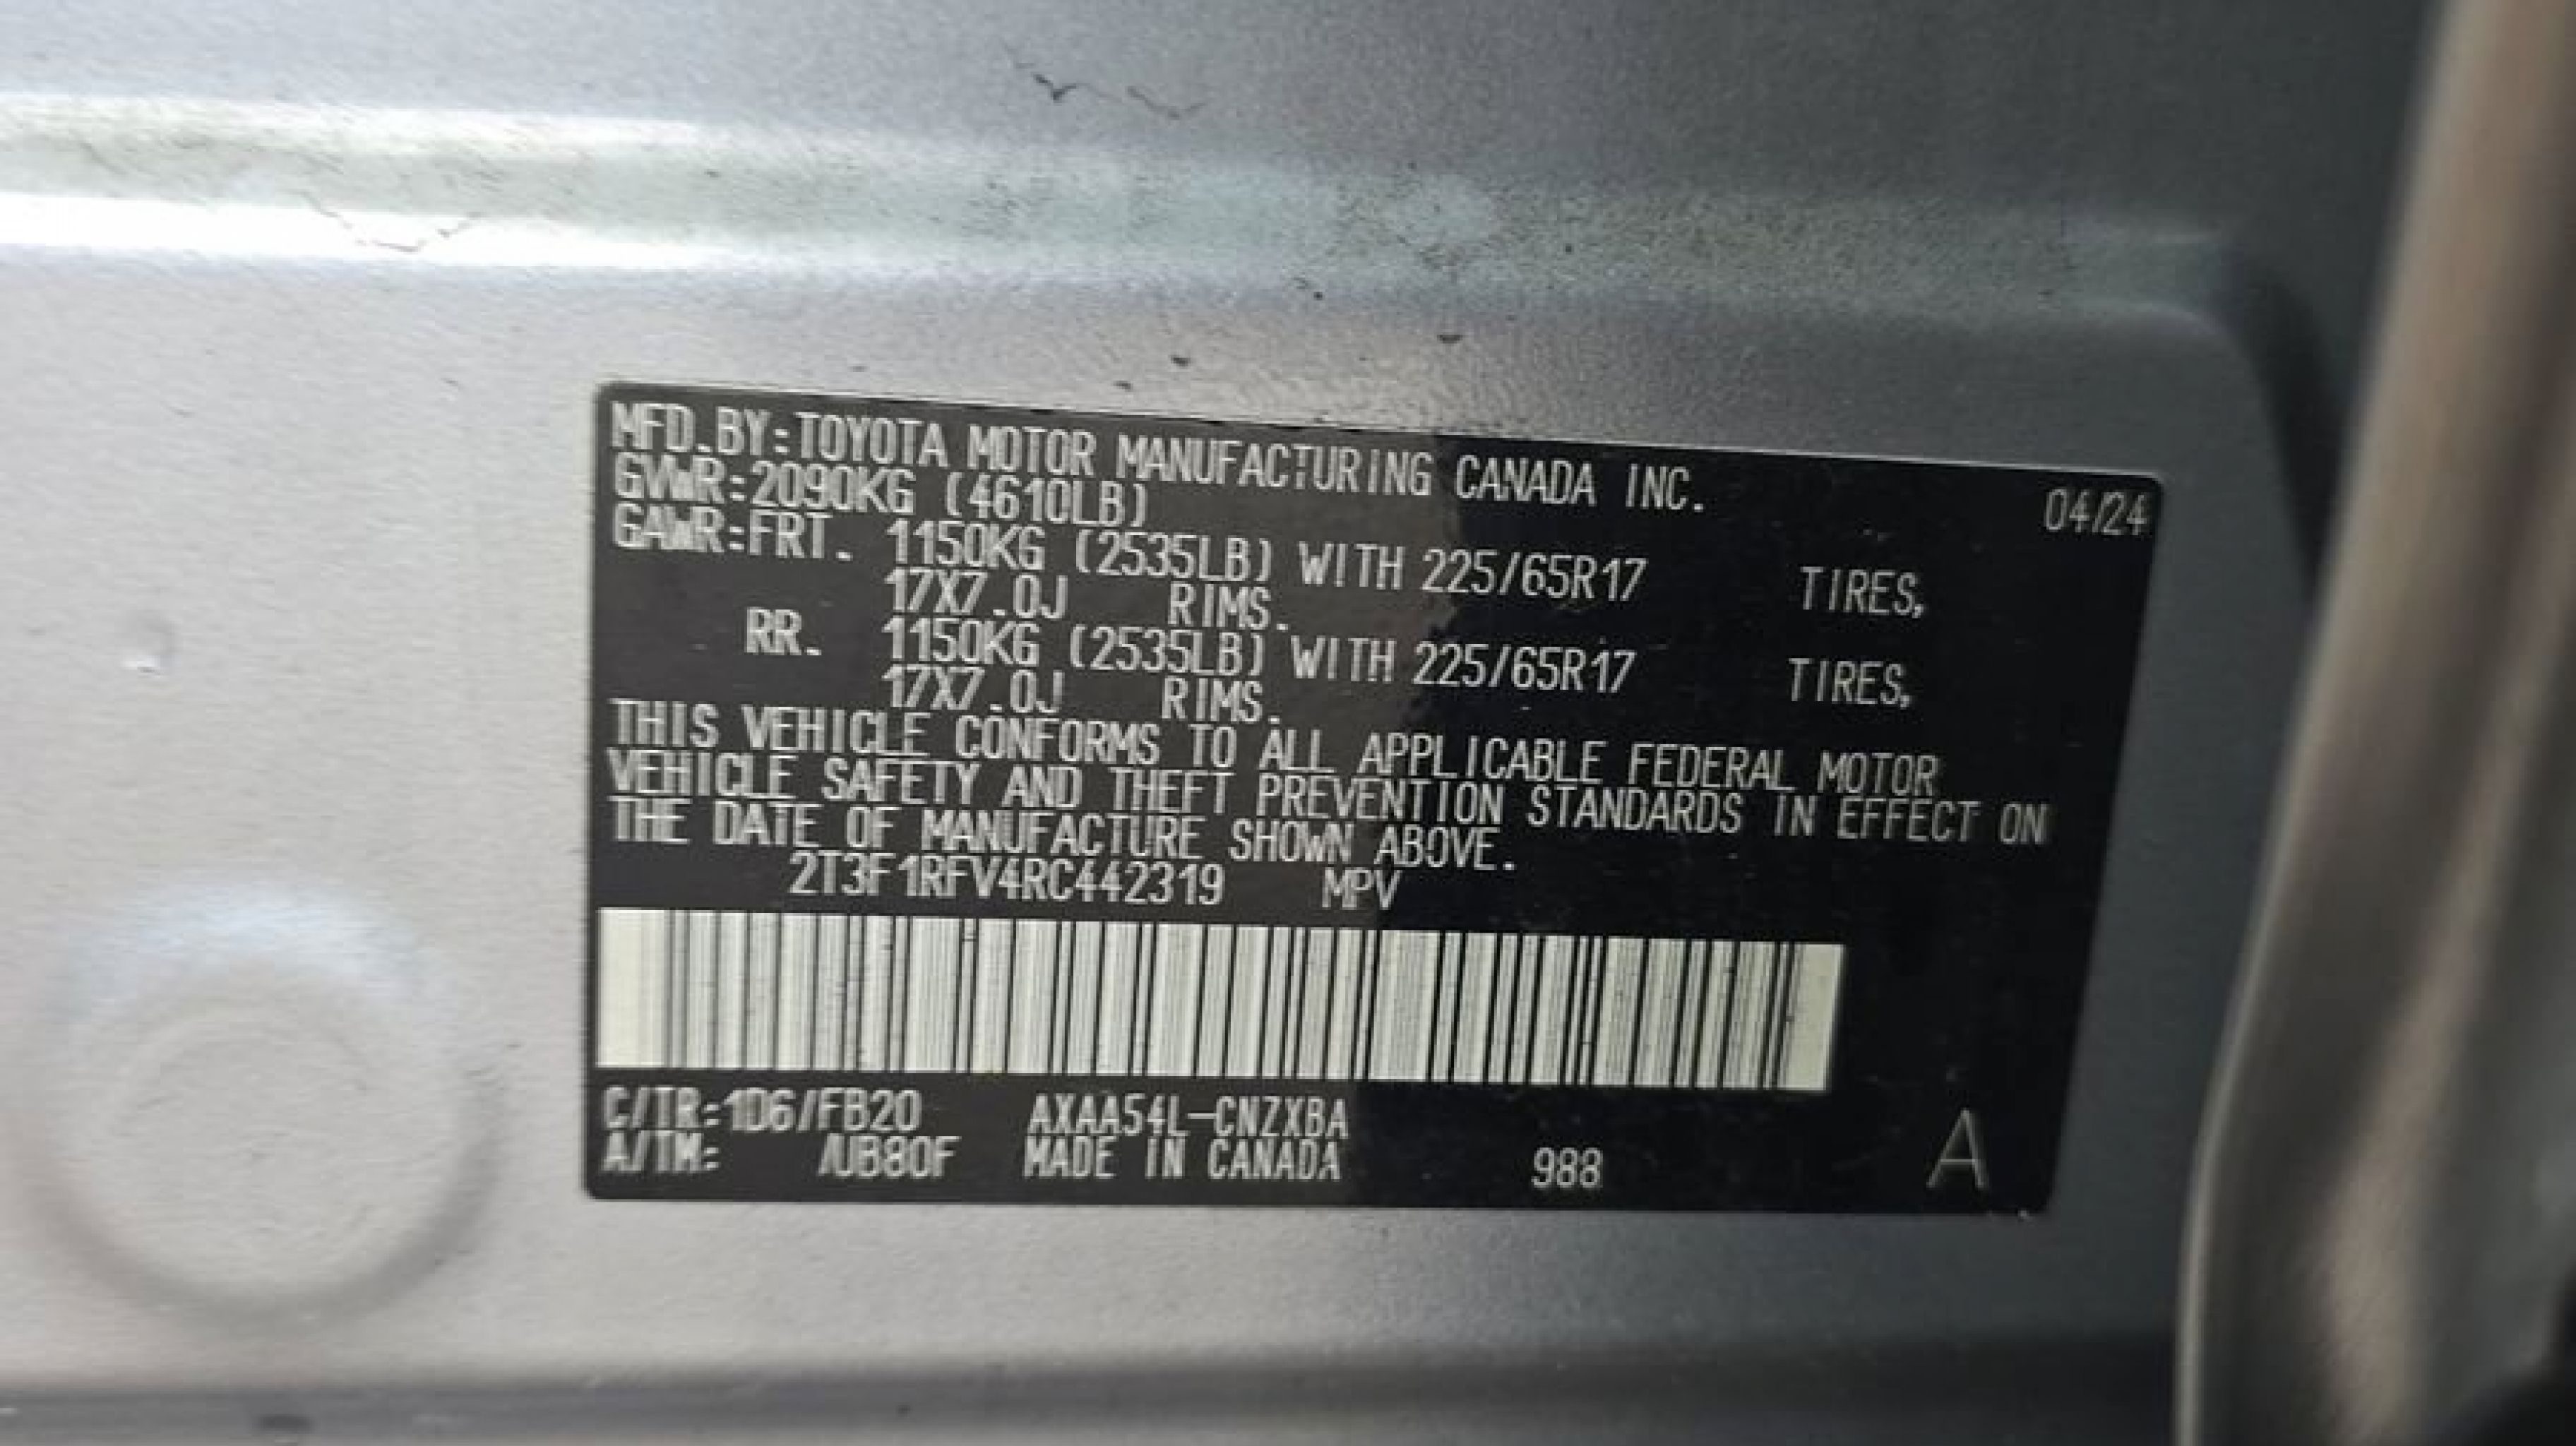 MFD.BY:TOYOTA MOTOR MANUFACTURING CANADA INC. 04/24
GVWR:2090KG (4610LB)
GAWR:FRT. 1150KG (2535LB) WITH 225/65R17 TIRES,
17X7.0J RIMS.
RR. 1150KG (2535LB) WITH 225/65R17 TIRES,
17X7.0J RIMS.
THIS VEHICLE CONFORMS TO ALL APPLICABLE FEDERAL MOTOR
VEHICLE SAFETY AND THEFT PREVENTION STANDARDS IN EFFECT ON
THE DATE OF MANUFACTURE SHOWN ABOVE.
2T3F1RFV4RC442319 MPV
C/TR:1D6/FB20 AXAA54L-CNZXBA
A/TM: /UB80F MADE IN CANADA 988 A